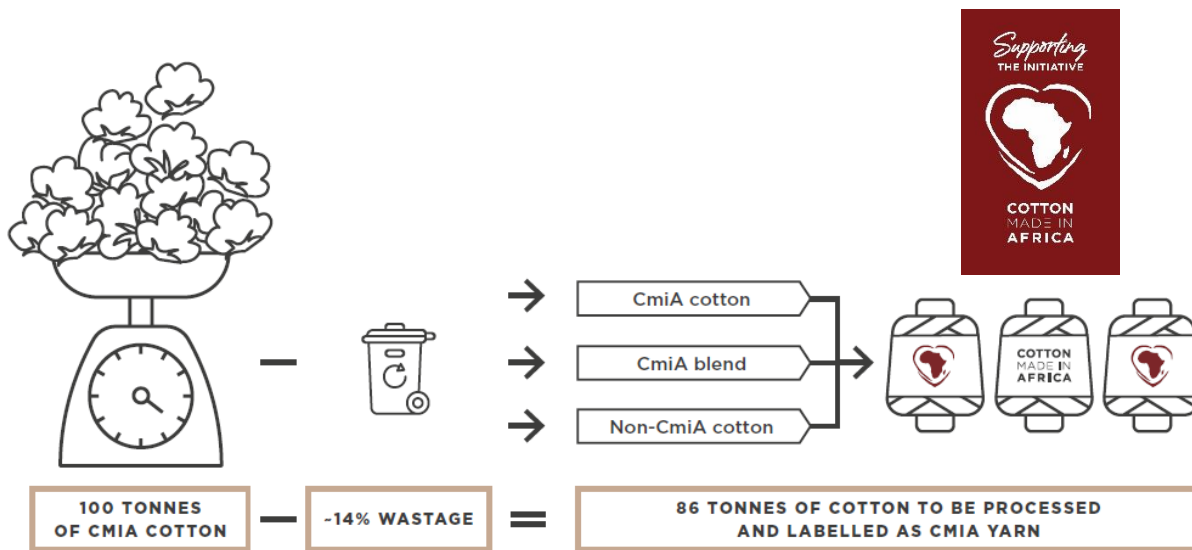 Supporting
THE INITIATIVE
COTTON
MADE IN
AFRICA
CmiA cotton
CmiA blend
Non-CmiA cotton
COTTON
MADE IN
AFRICA
100 TONNES
OF CMIA COTTON
~14% WASTAGE
86 TONNES OF COTTON TO BE PROCESSED
AND LABELLED AS CMIA YARN